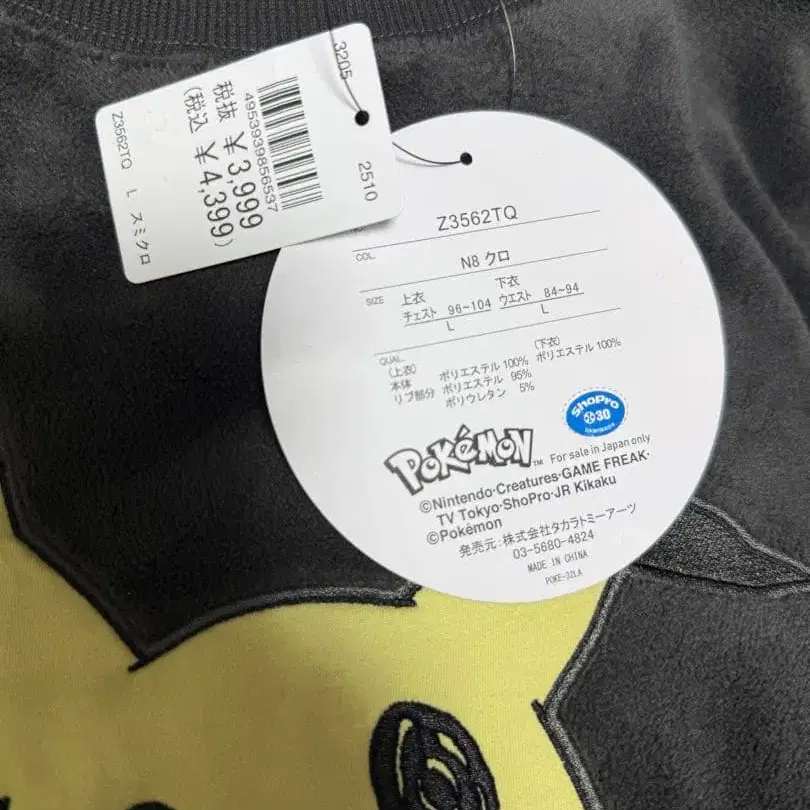 3205
2510
4953939856537
税抜 ¥3,999
(税込 ¥4,399)
Z3562TQ L スミクロ
Z3562TQ
COL.
N8 クロ
SIZE 上衣 下衣
チェスト 96~104 ウエスト 84~94
L L
QUAL.
(上衣) (下衣)
本体 ポリエステル 100% ポリエステル 100%
リブ部分 ポリエステル 95%
ポリウレタン 5%
ShoPro
30
POKéMON TM For sale in Japan only
©Nintendo・Creatures・GAME FREAK・
TV Tokyo・ShoPro・JR Kikaku
©Pokémon
発売元:株式会社タカラトミーアーツ
03-5680-4824
MADE IN CHINA
POKE-32LA